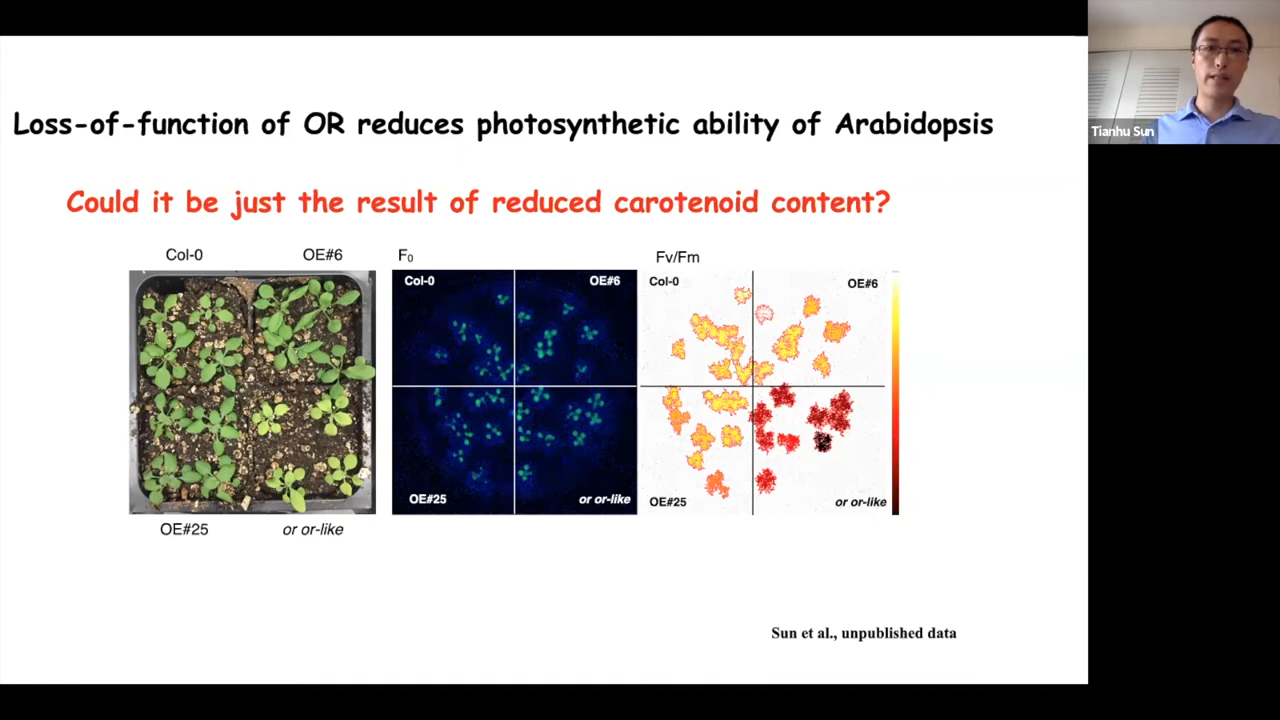 Loss-of-function of OR reduces photosynthetic ability of Arabidopsis
Could it be just the result of reduced carotenoid content?
Col-0 OE#6
OE#25 or or-like
F₀
Col-0 OE#6
OE#25 or or-like
Fv/Fm
Col-0 OE#6
OE#25 or or-like
Sun et al., unpublished data
Tianhu Sun